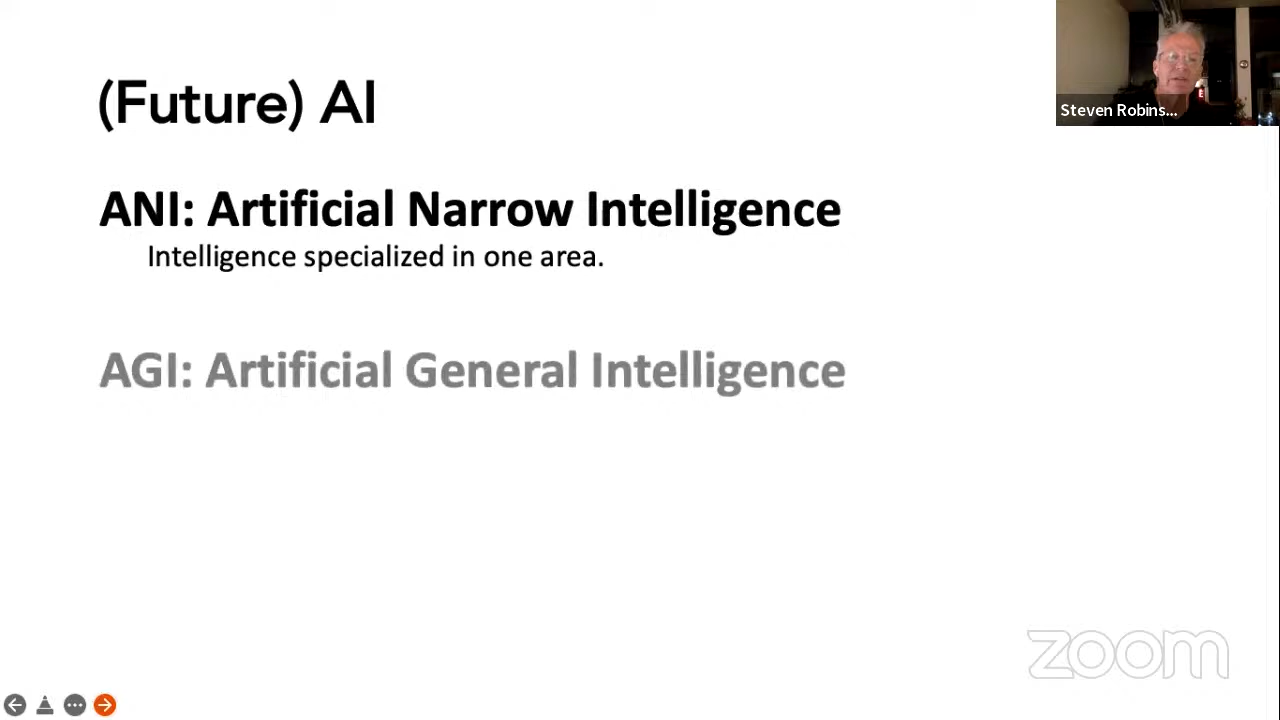 (Future) AI
Steven Robins...
ANI: Artificial Narrow Intelligence
Intelligence specialized in one area.
AGI: Artificial General Intelligence
zoom